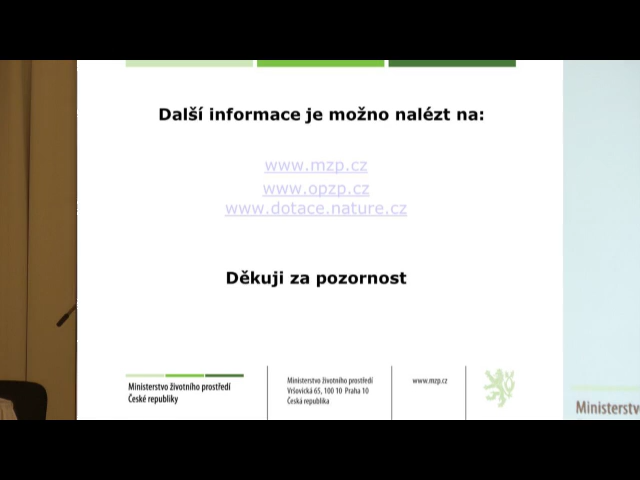 Další informace je možno nalézt na:
www.mzp.cz
www.opzp.cz
www.dotace.nature.cz
Děkuji za pozornost
Ministerstvo životního prostředí
České republiky
Ministerstvo životního prostředí
Vršovická 65, 100 10 Praha 10
Česká republika
www.mzp.cz
Ministerstv